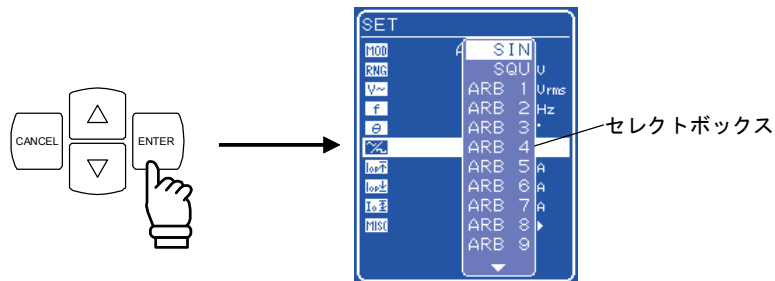 SET
MOD A SIN
RNG SQU V
V~ ARB 1 Vrms
f ARB 2 Hz
θ ARB 3 °
ARB 4 セレクトボックス
CANCEL ENTER
ARB 5 A
ARB 6 A
ARB 7 A
MISC ARB 8
ARB 9